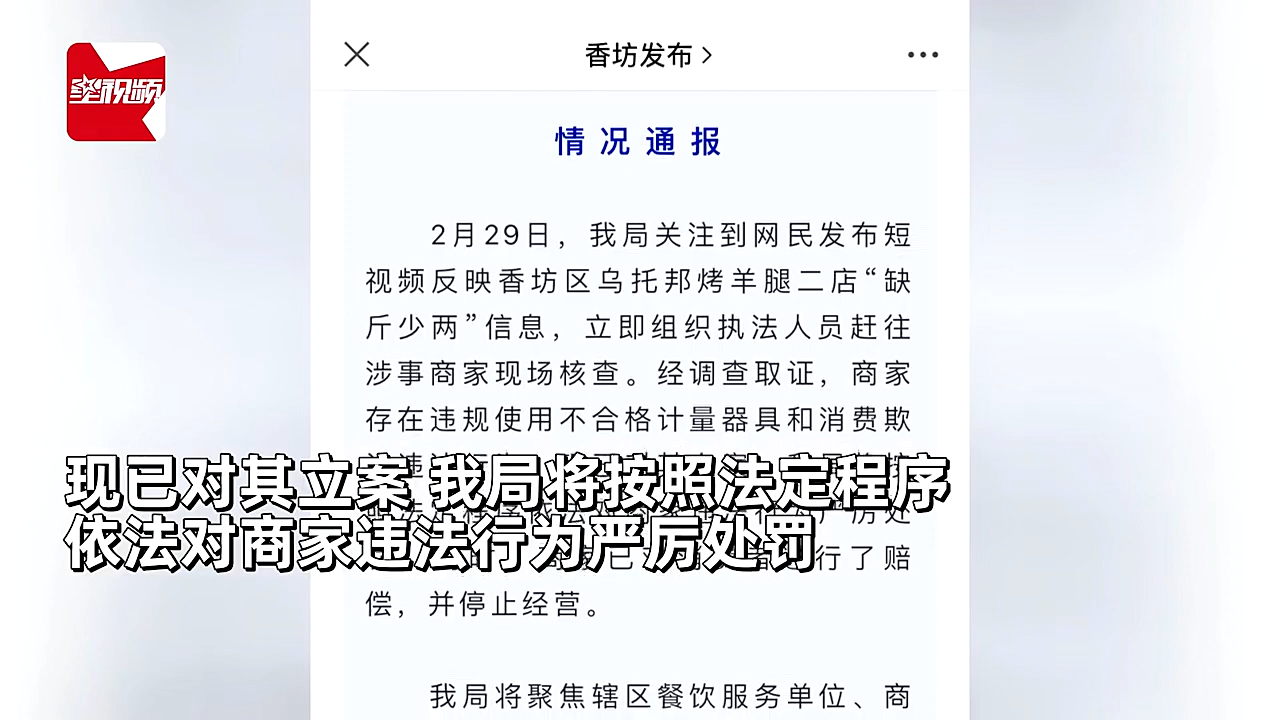 垦视频
香坊发布
情况通报
2月29日，我局关注到网民发布短
视频反映香坊区乌托邦烤羊腿二店“缺
斤少两”信息，立即组织执法人员赶往
涉事商家现场核查。经调查取证，商家
存在违规使用不合格计量器具和消费欺
现已对其立案 我局将按照法定程序
依法对商家违法行为严厉处罚
行了赔
偿，并停止经营。
我局将聚焦辖区餐饮服务单位、商